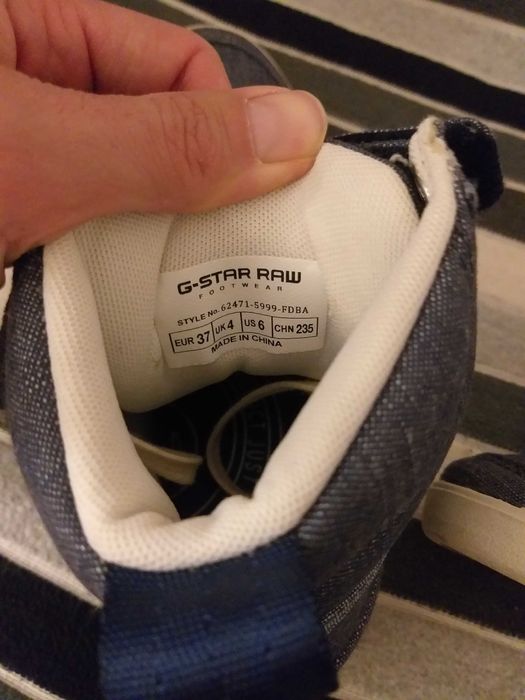 G-STAR RAW
FOOTWEAR
STYLE No. 62471-5999-FDBA
EUR 37 UK 4 US 6 CHN 235
MADE IN CHINA
JUST